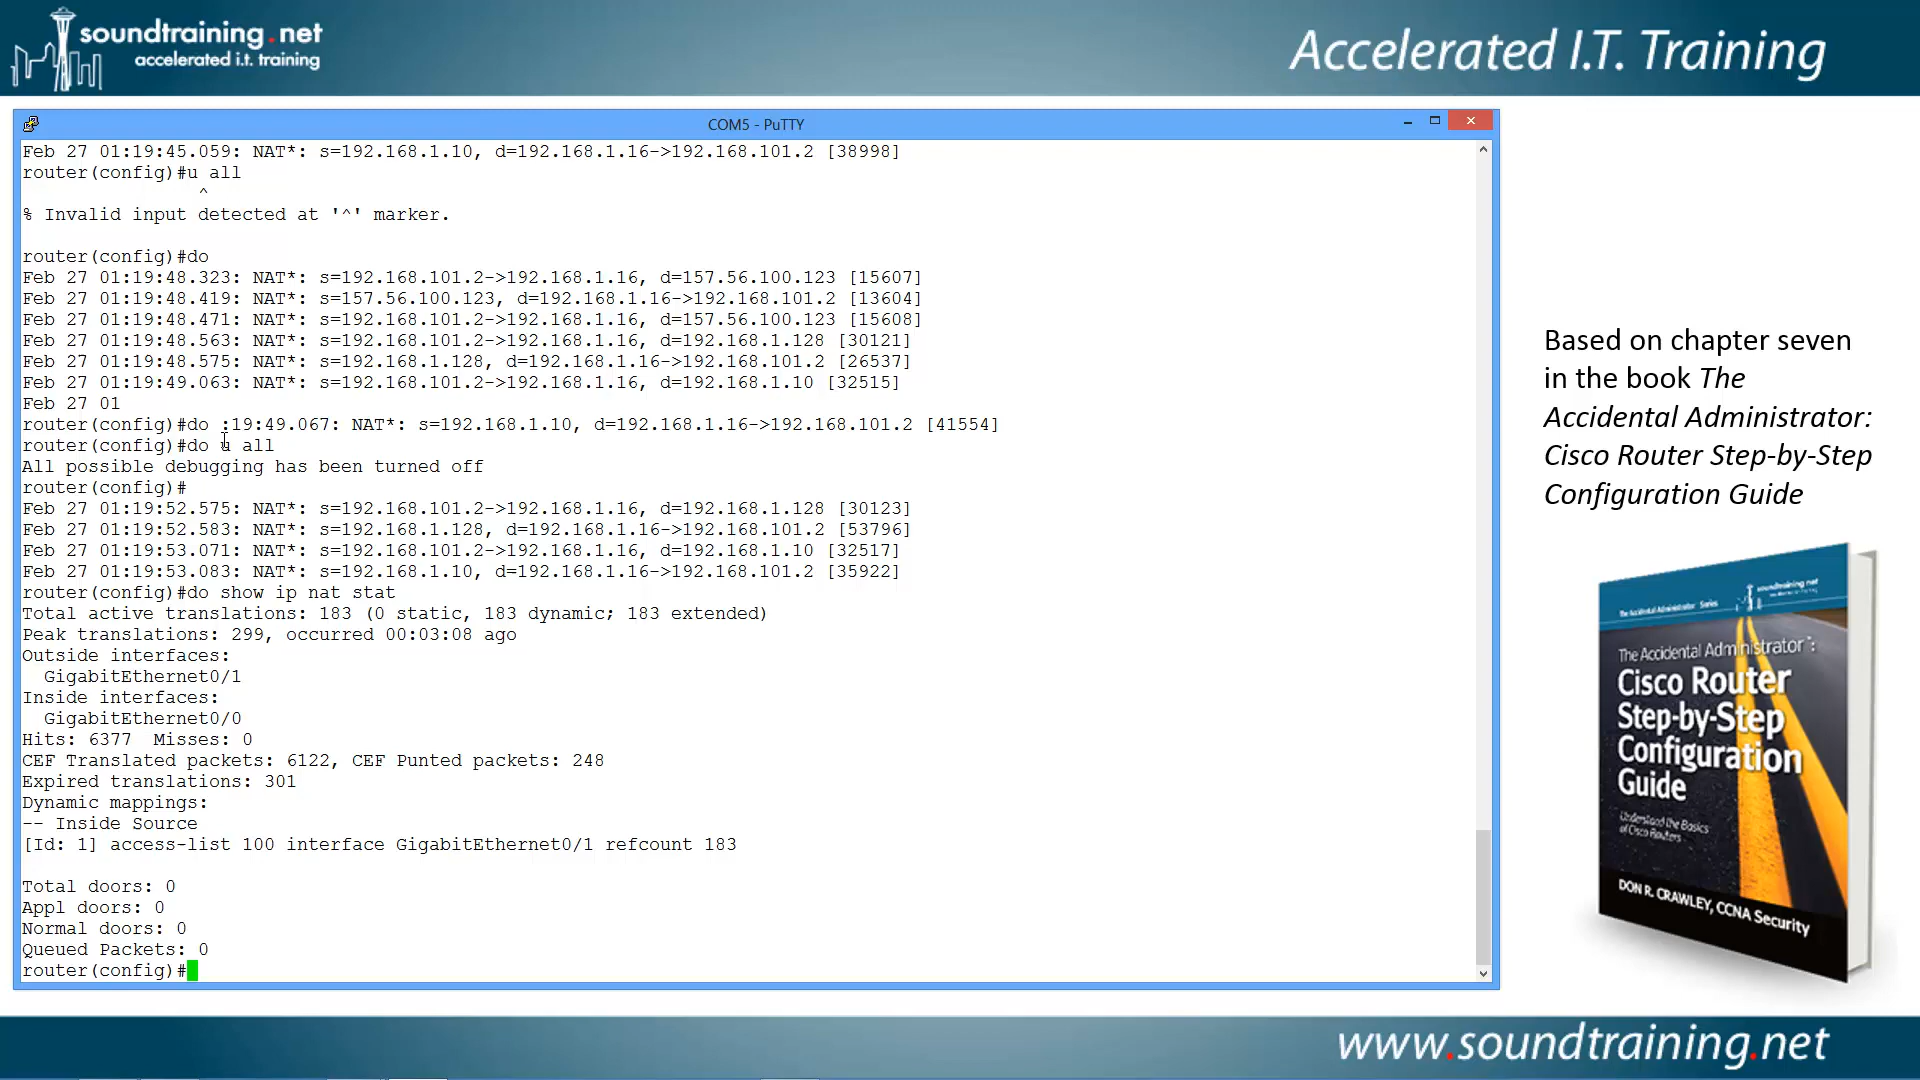 soundtraining.net
accelerated i.t. training
Accelerated I.T. Training
COM5 - PuTTY
Feb 27 01:19:45.059: NAT*: s=192.168.1.10, d=192.168.1.16->192.168.101.2 [38998]
router(config)#u all
^
% Invalid input detected at '^' marker.
router(config)#do
Feb 27 01:19:48.323: NAT*: s=192.168.101.2->192.168.1.16, d=157.56.100.123 [15607]
Feb 27 01:19:48.419: NAT*: s=157.56.100.123, d=192.168.1.16->192.168.101.2 [13604]
Feb 27 01:19:48.471: NAT*: s=192.168.101.2->192.168.1.16, d=157.56.100.123 [15608]
Feb 27 01:19:48.563: NAT*: s=192.168.101.2->192.168.1.16, d=192.168.1.128 [30121]
Feb 27 01:19:48.575: NAT*: s=192.168.1.128, d=192.168.1.16->192.168.101.2 [26537]
Feb 27 01:19:49.063: NAT*: s=192.168.101.2->192.168.1.16, d=192.168.1.10 [32515]
Feb 27 01
router(config)#do :19:49.067: NAT*: s=192.168.1.10, d=192.168.1.16->192.168.101.2 [41554]
router(config)#do u all
All possible debugging has been turned off
router(config)#
Feb 27 01:19:52.575: NAT*: s=192.168.101.2->192.168.1.16, d=192.168.1.128 [30123]
Feb 27 01:19:52.583: NAT*: s=192.168.1.128, d=192.168.1.16->192.168.101.2 [53796]
Feb 27 01:19:53.071: NAT*: s=192.168.101.2->192.168.1.16, d=192.168.1.10 [32517]
Feb 27 01:19:53.083: NAT*: s=192.168.1.10, d=192.168.1.16->192.168.101.2 [35922]
router(config)#do show ip nat stat
Total active translations: 183 (0 static, 183 dynamic; 183 extended)
Peak translations: 299, occurred 00:03:08 ago
Outside interfaces:
GigabitEthernet0/1
Inside interfaces:
GigabitEthernet0/0
Hits: 6377  Misses: 0
CEF Translated packets: 6122, CEF Punted packets: 248
Expired translations: 301
Dynamic mappings:
-- Inside Source
[Id: 1] access-list 100 interface GigabitEthernet0/1 refcount 183
Total doors: 0
Appl doors: 0
Normal doors: 0
Queued Packets: 0
router(config)#
Based on chapter seven
in the book The
Accidental Administrator:
Cisco Router Step-by-Step
Configuration Guide
The Accidental Administrator Series
soundtraining.net
The Accidental Administrator™:
Cisco Router
Step-by-Step
Configuration
Guide
Understand the Basics
of Cisco Routers
DON R. CRAWLEY, CCNA Security
www.soundtraining.net